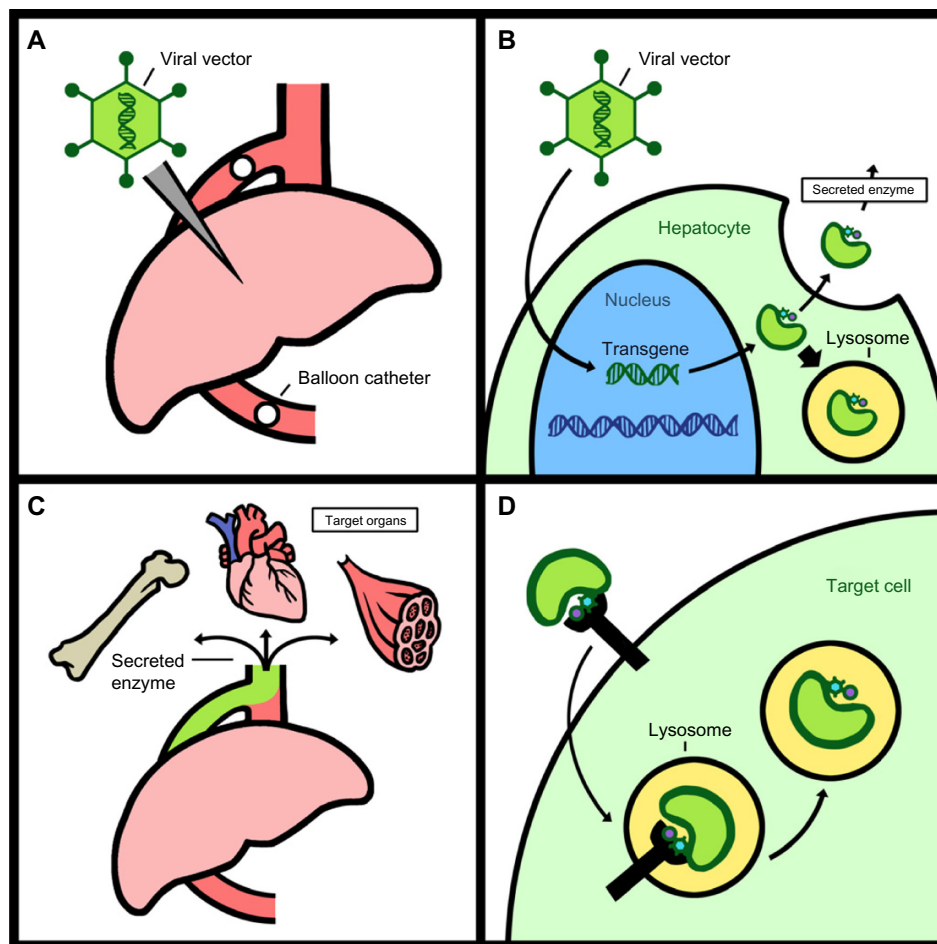 A
Viral vector
Balloon catheter
B
Viral vector
Secreted enzyme
Hepatocyte
Nucleus
Transgene
Lysosome
C
Target organs
Secreted
enzyme
D
Target cell
Lysosome